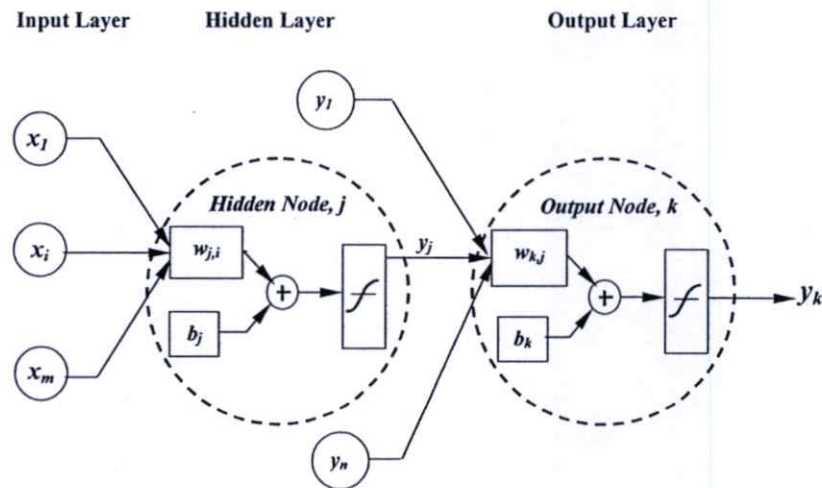 Input Layer Hidden Layer Output Layer
y1
x1
Hidden Node, j Output Node, k
xi wj,i + yj wk,j + yk
bj bk
xm
yn